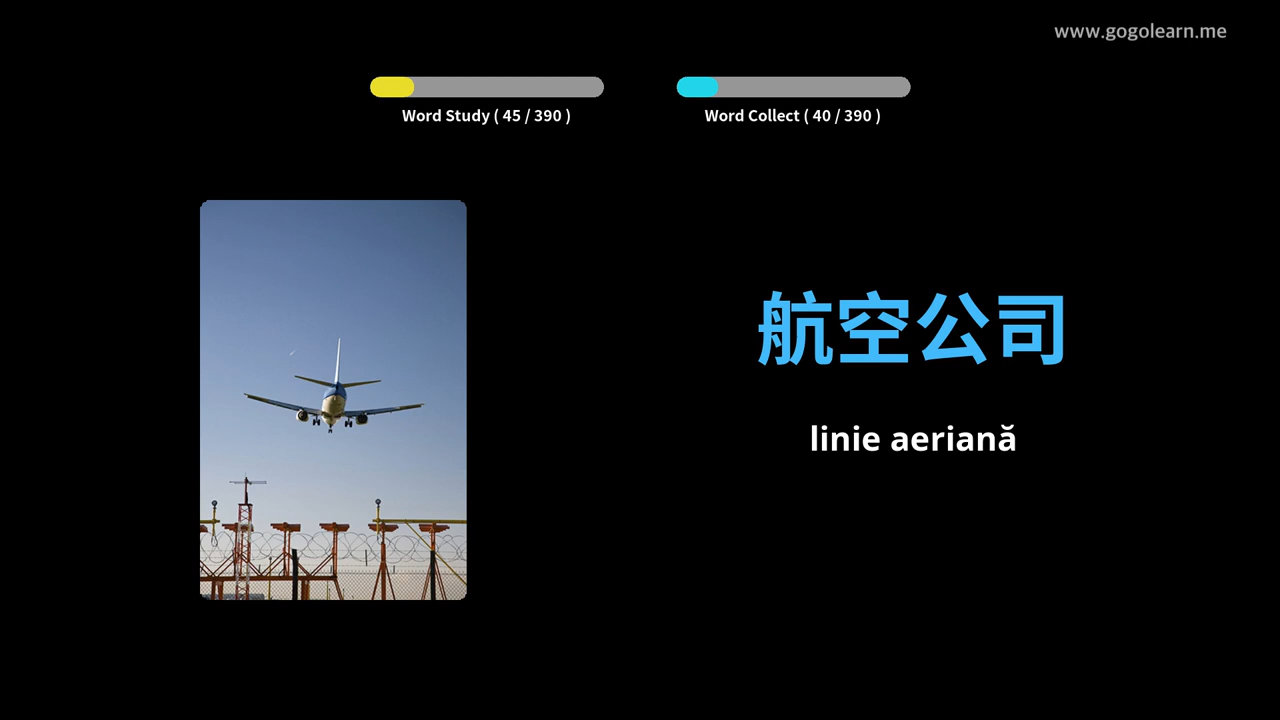 www.gogolearn.me
Word Study ( 45 / 390 )
Word Collect ( 40 / 390 )
航空公司
linie aeriană